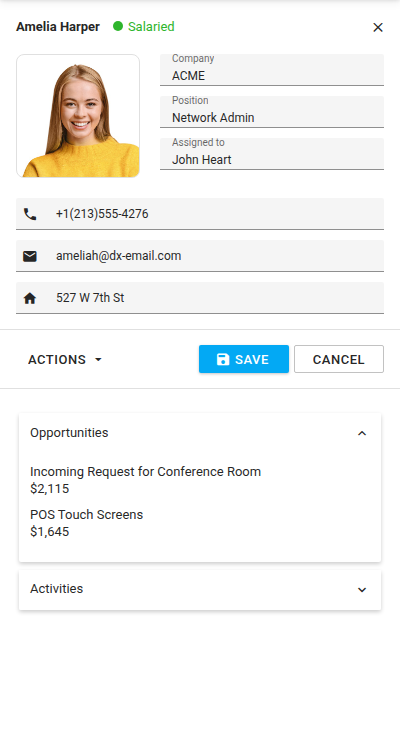 Amelia Harper Salaried
Company
ACME
Position
Network Admin
Assigned to
John Heart
+1(213)555-4276
ameliah@dx-email.com
527 W 7th St
ACTIONS SAVE CANCEL
Opportunities
Incoming Request for Conference Room
$2,115
POS Touch Screens
$1,645
Activities